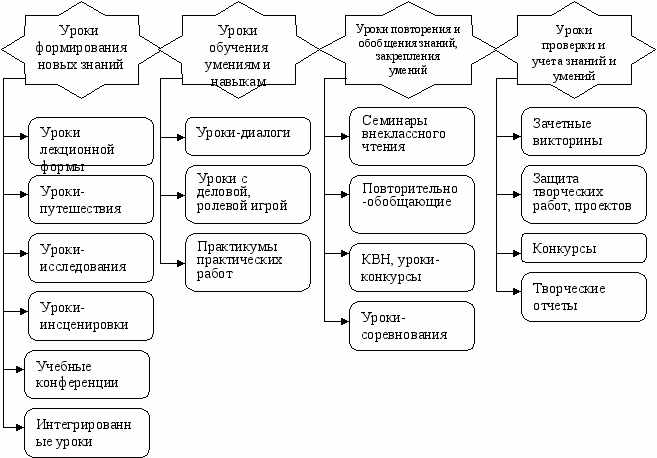 Уроки
формирования
новых знаний
Уроки
лекционной
формы
Уроки-
путешествия
Уроки-
исследования
Уроки-
инсценировки
Учебные
конференции
Интегрированн
ые уроки
Уроки
обучения
умениям и
навыкам
Уроки-диалоги
Уроки с
деловой,
ролевой игрой
Практикумы
практических
работ
Уроки повторения и
обобщения знаний,
закрепления
умений
Семинары
внеклассного
чтения
Повторительно
-обобщающие
КВН, уроки-
конкурсы
Уроки-
соревнования
Уроки
проверки и
учета знаний и
умений
Зачетные
викторины
Защита
творческих
работ, проектов
Конкурсы
Творческие
отчеты